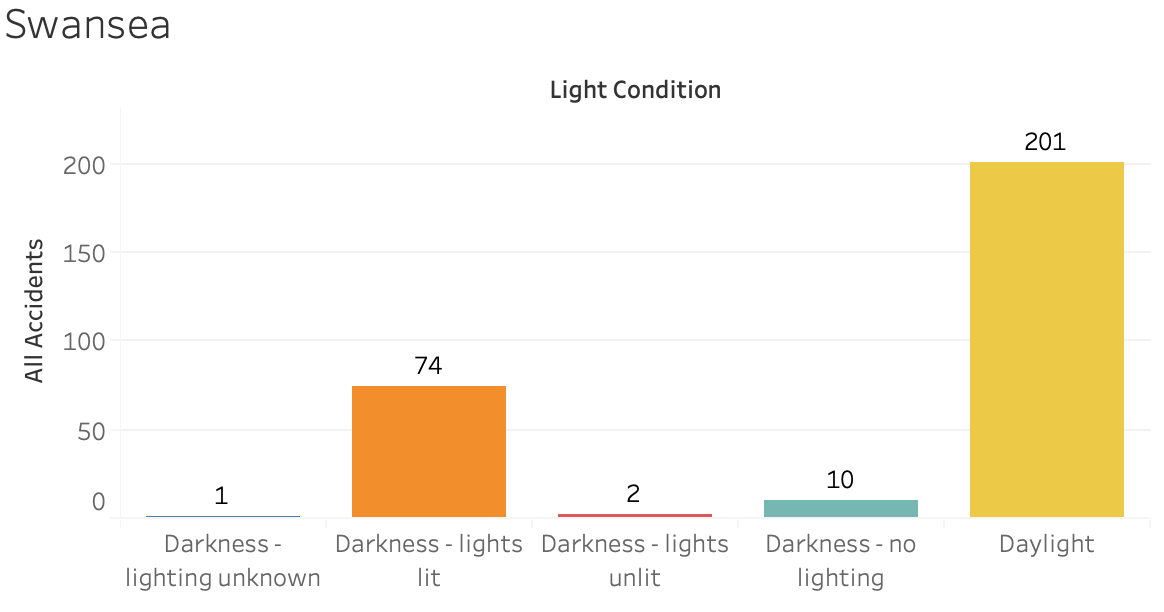 Swansea
Light Condition
All Accidents
200
150
100
50
0
1
74
2
10
201
Darkness -
lighting unknown
Darkness - lights
lit
Darkness - lights
unlit
Darkness - no
lighting
Daylight